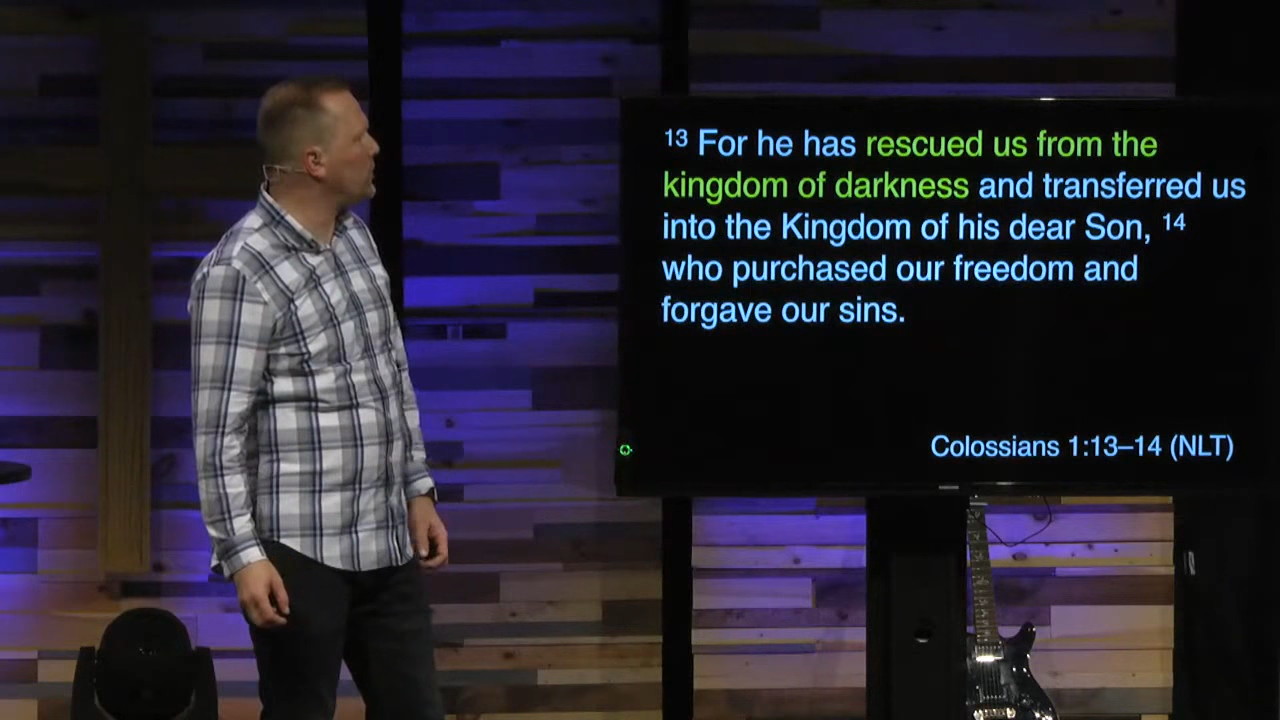 13 For he has rescued us from the
kingdom of darkness and transferred us
into the Kingdom of his dear Son, 14
who purchased our freedom and
forgave our sins.
Colossians 1:13–14 (NLT)